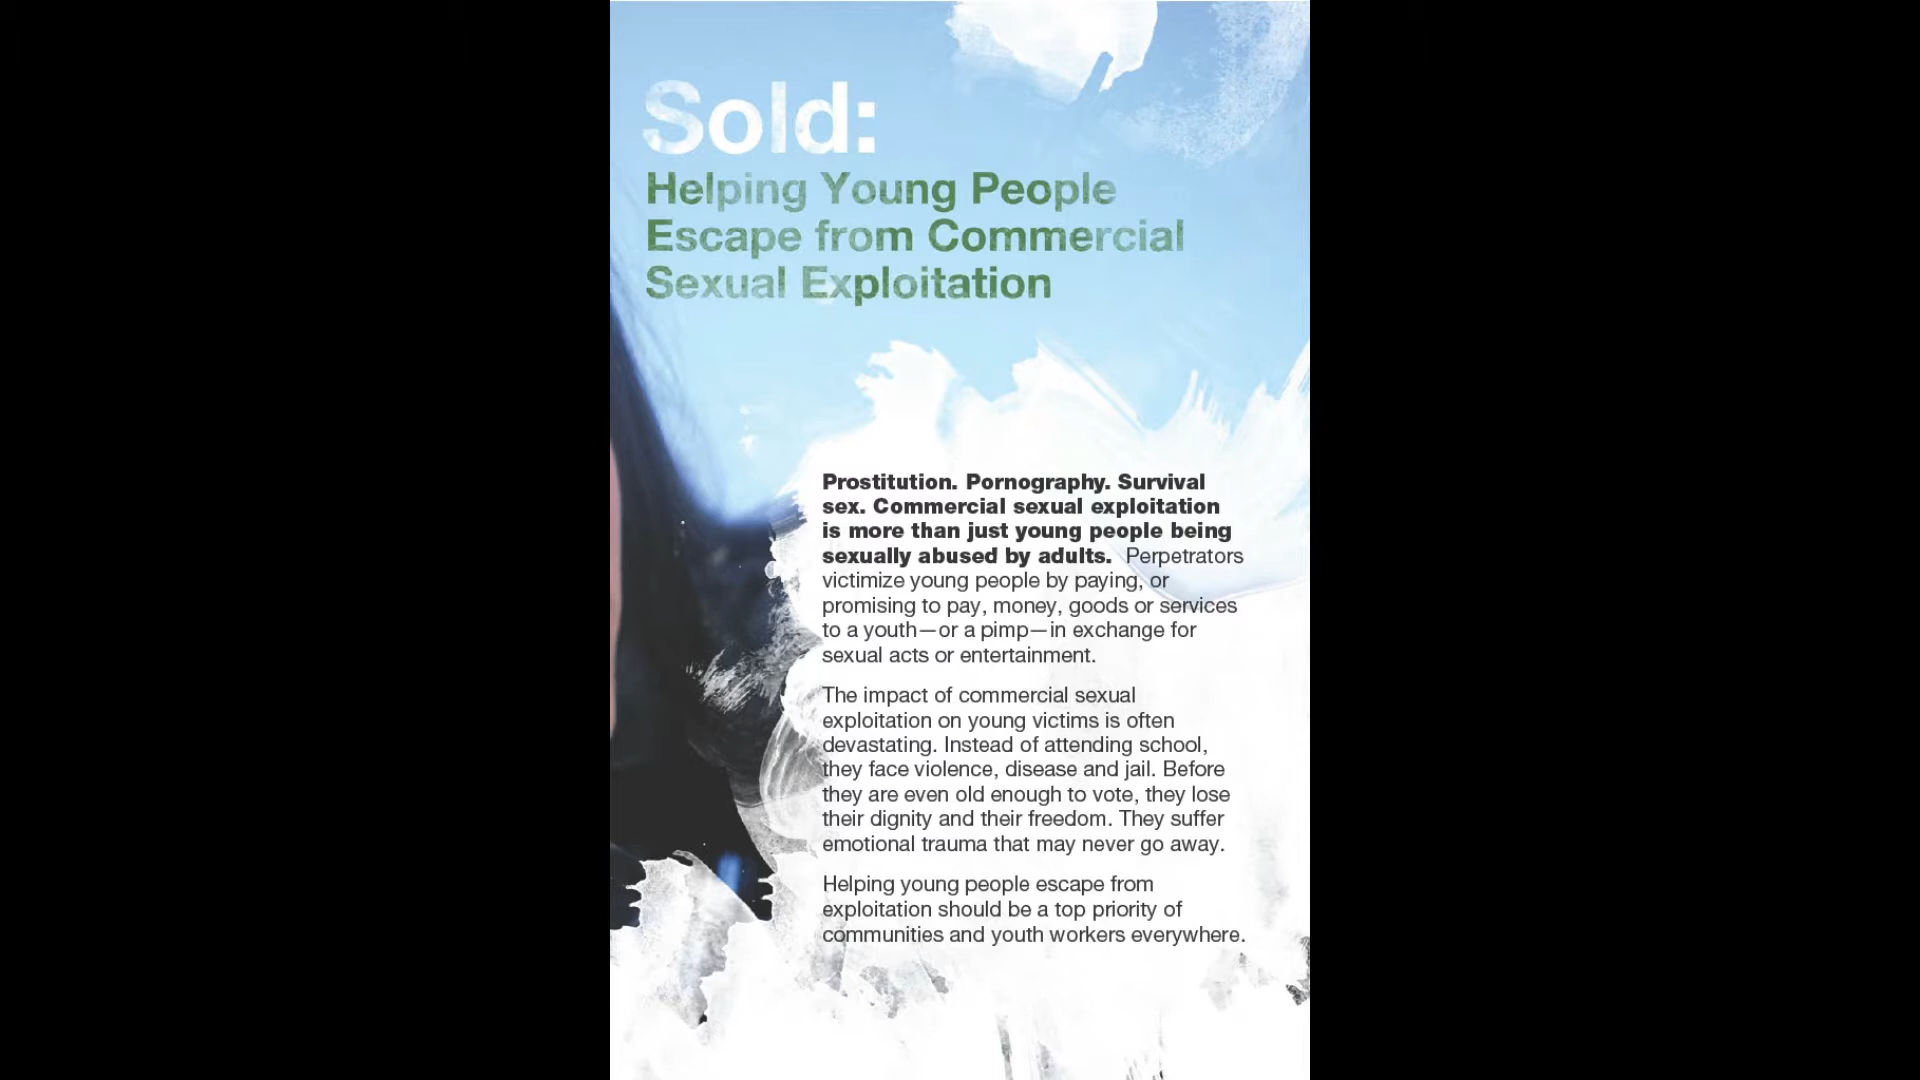 Sold:
Helping Young People
Escape from Commercial
Sexual Exploitation
Prostitution. Pornography. Survival
sex. Commercial sexual exploitation
is more than just young people being
sexually abused by adults. Perpetrators
victimize young people by paying, or
promising to pay, money, goods or services
to a youth—or a pimp—in exchange for
sexual acts or entertainment.
The impact of commercial sexual
exploitation on young victims is often
devastating. Instead of attending school,
they face violence, disease and jail. Before
they are even old enough to vote, they lose
their dignity and their freedom. They suffer
emotional trauma that may never go away.
Helping young people escape from
exploitation should be a top priority of
communities and youth workers everywhere.